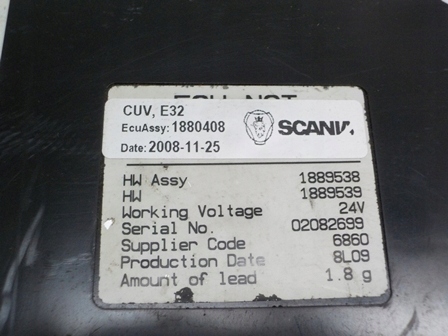 CUV, E32
EcuAssy: 1880408
Date: 2008-11-25
SCANIA
HW Assy 1889538
HW 1889539
Working Voltage 24V
Serial No. 02082699
Supplier Code 6860
Production Date 8L09
Amount of lead 1.8 g